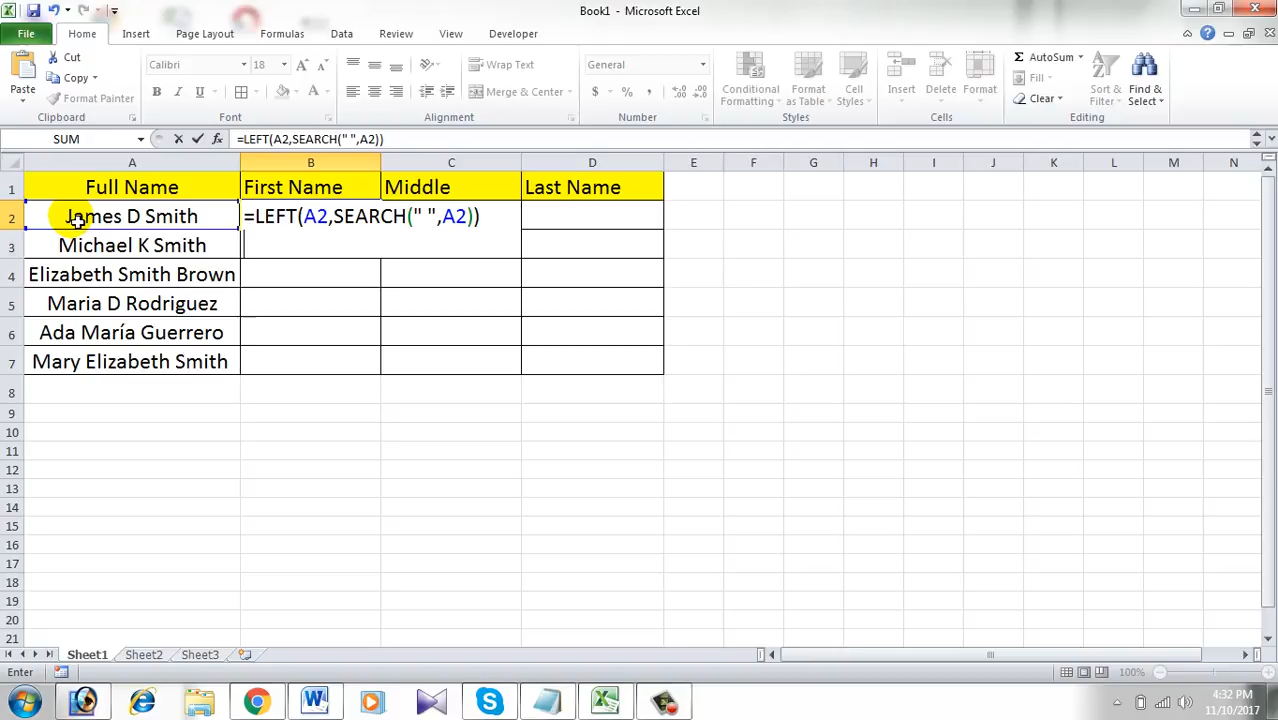 Book1 - Microsoft Excel
File Home Insert Page Layout Formulas Data Review View Developer
Cut Calibri 18 Wrap Text General AutoSum
Paste Copy Merge & Center Conditional Formatting Format as Table Cell Styles Insert Delete Format Fill Sort & Filter Find & Select
Format Painter Clear
Clipboard Font Alignment Number Styles Cells Editing
SUM fx =LEFT(A2,SEARCH(" ",A2))
A B C D E F G H I J K L M N
1 Full Name First Name Middle Last Name
2 James D Smith =LEFT(A2,SEARCH(" ",A2))
3 Michael K Smith
4 Elizabeth Smith Brown
5 Maria D Rodriguez
6 Ada María Guerrero
7 Mary Elizabeth Smith
8
9
10
11
12
13
14
15
16
17
18
19
20
21
Sheet1 Sheet2 Sheet3
Enter 100%
4:32 PM
11/10/2017